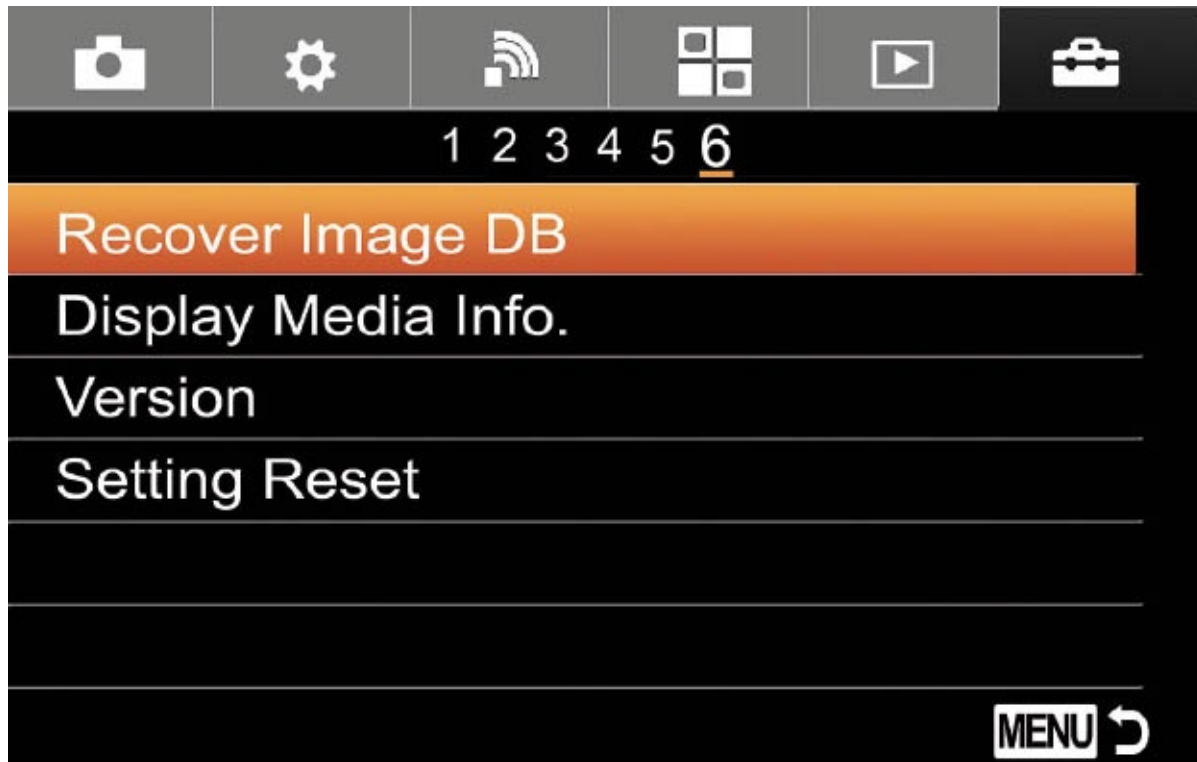 1 2 3 4 5 6
Recover Image DB
Display Media Info.
Version
Setting Reset
MENU